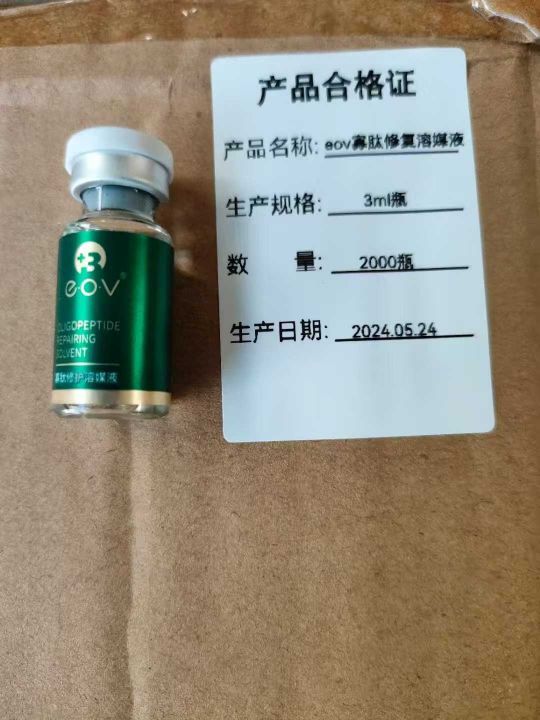 e·o·v®
OLIGOPEPTIDE
REPAIRING
SOLVENT
寡肽修护溶媒液
产品合格证
产品名称: eov寡肽修复溶媒液
生产规格: 3ml瓶
数 量: 2000瓶
生产日期: 2024.05.24